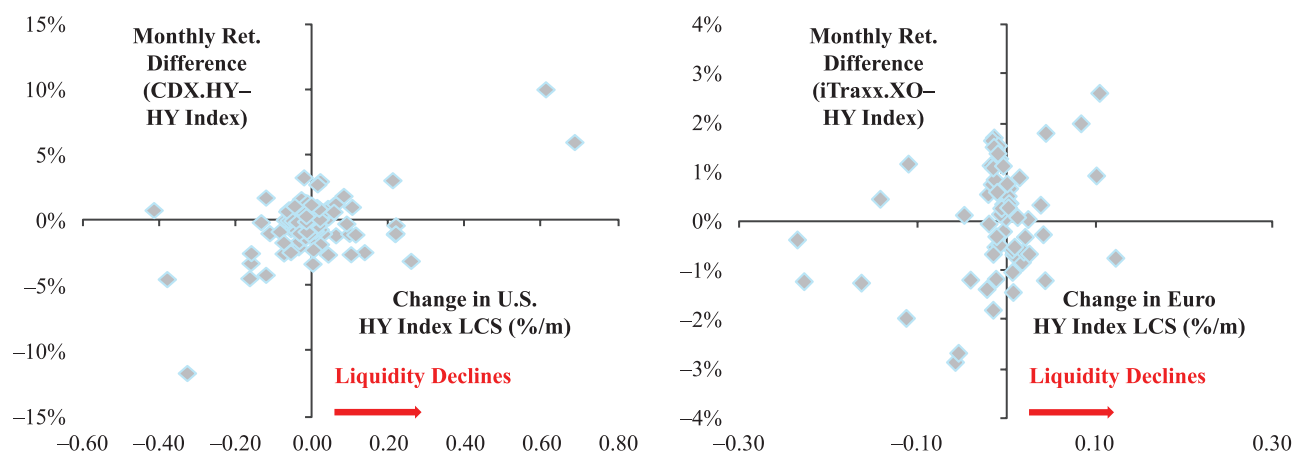 15%
10%
5%
0%
–5%
–10%
–15%
Monthly Ret.
Difference
(CDX.HY–
HY Index)
Change in U.S.
HY Index LCS (%/m)
Liquidity Declines
–0.60 –0.40 –0.20 0.00 0.20 0.40 0.60 0.80
4%
3%
2%
1%
0%
–1%
–2%
–3%
–4%
Monthly Ret.
Difference
(iTraxx.XO–
HY Index)
Change in Euro
HY Index LCS (%/m)
Liquidity Declines
–0.30 –0.10 0.10 0.30